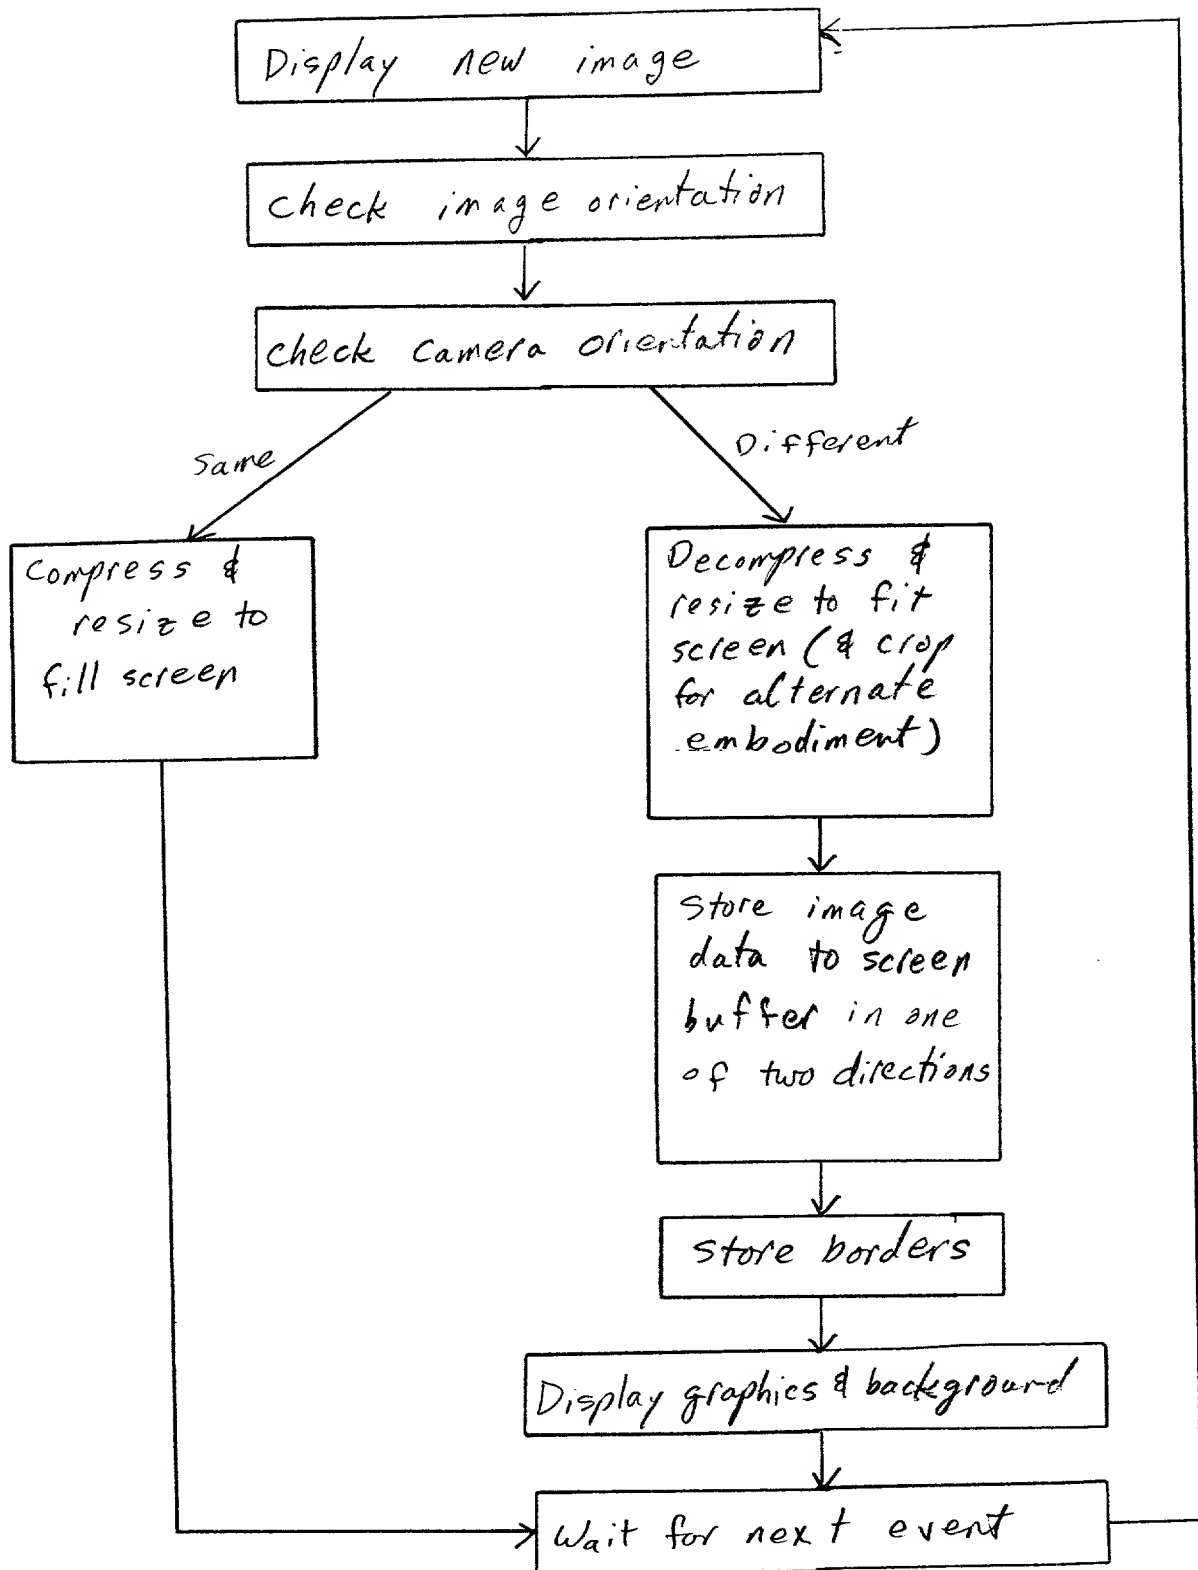 Display new image
check image orientation
check camera orientation
same
Different
Compress &
resize to
fill screen
Decompress &
resize to fit
screen (& crop
for alternate
embodiment)
Store image
data to screen
buffer in one
of two directions
Store borders
Display graphics & background
Wait for next event